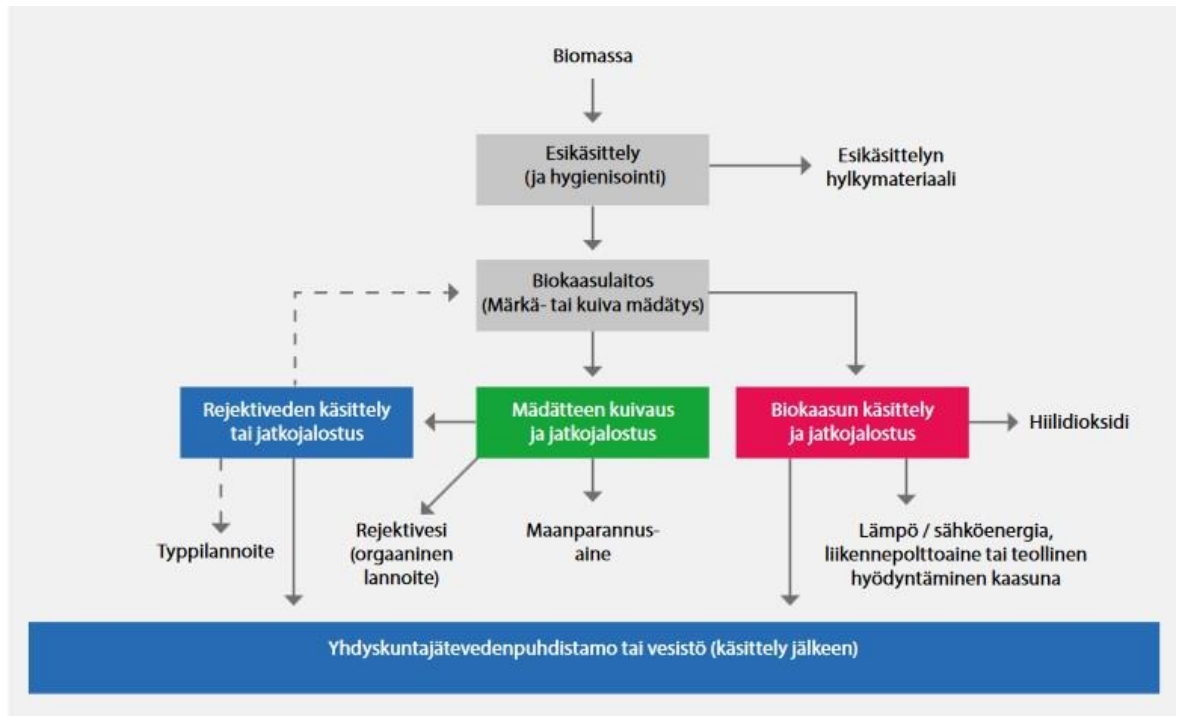 Biomassa
Esikäsittely
(ja hygienisointi)
Esikäsittelyn
hylkymateriaali
Biokaasulaitos
(Märkä- tai kuiva mädätys)
Rejektiveden käsittely
tai jatkojalostus
Mädätteen kuivaus
ja jatkojalostus
Biokaasun käsittely
ja jatkojalostus
Hiilidioksidi
Typpilannoite
Rejektivesi
(orgaaninen
lannoite)
Maanparannus-
aine
Lämpö / sähköenergia,
liikennepolttoaine tai teollinen
hyödyntäminen kaasuna
Yhdyskuntajätevedenpuhdistamo tai vesistö (käsittely jälkeen)